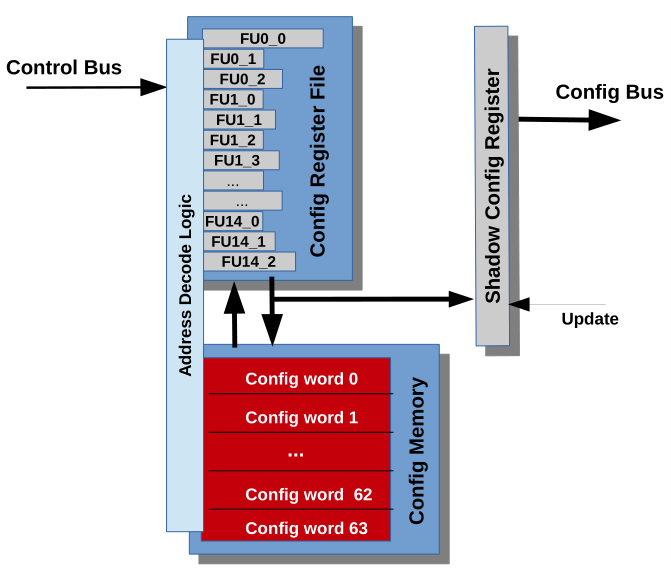 Control Bus
Address Decode Logic
FU0_0
FU0_1
FU0_2
FU1_0
FU1_1
FU1_2
FU1_3
...
...
FU14_0
FU14_1
FU14_2
Config Register File
Config word 0
Config word 1
...
Config word 62
Config word 63
Config Memory
Shadow Config Register
Config Bus
Update